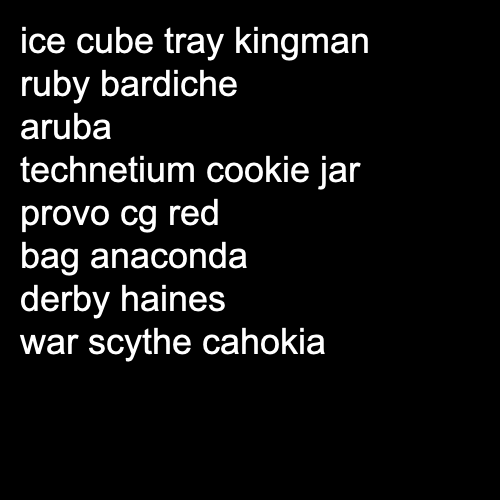 ice cube tray kingman
ruby bardiche
aruba
technetium cookie jar
provo cg red
bag anaconda
derby haines
war scythe cahokia